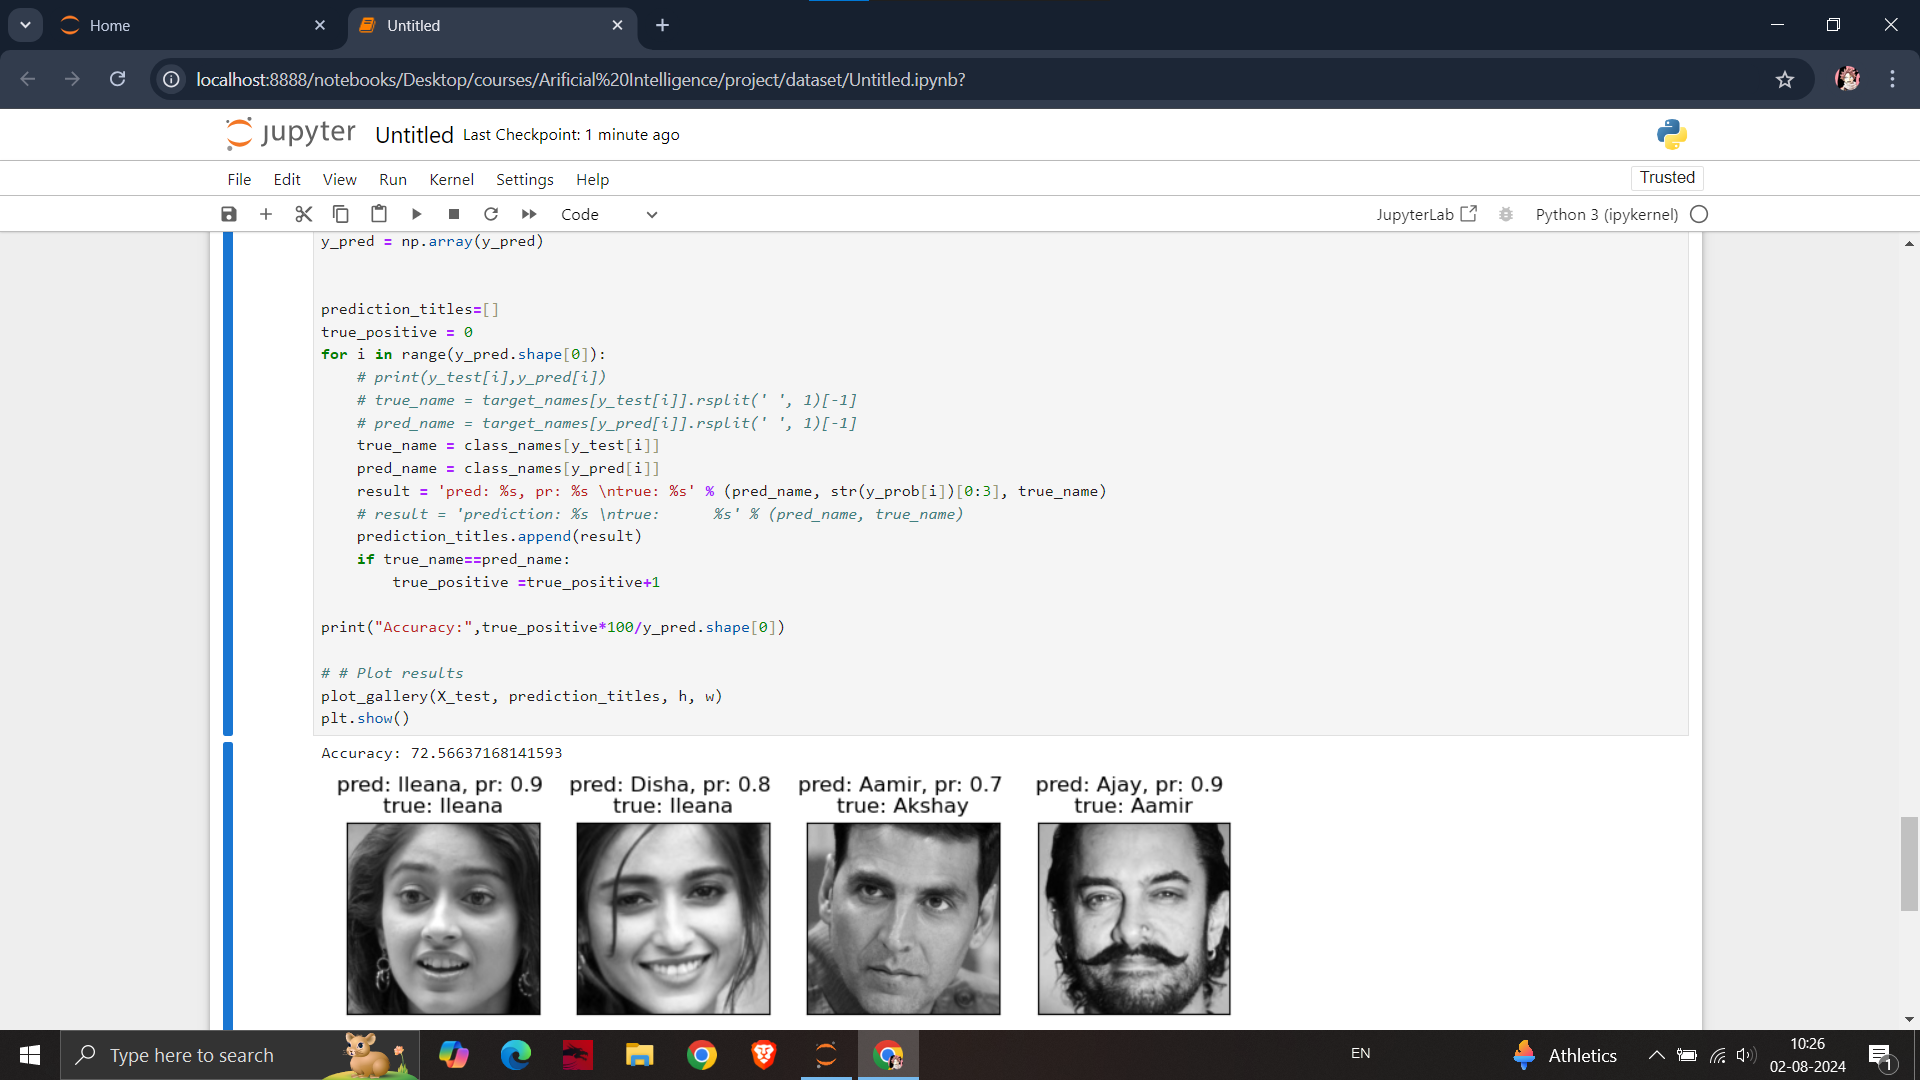 Home
Untitled
localhost:8888/notebooks/Desktop/courses/Arificial%20Intelligence/project/dataset/Untitled.ipynb?
jupyter Untitled Last Checkpoint: 1 minute ago
File Edit View Run Kernel Settings Help
Trusted
Code
JupyterLab Python 3 (ipykernel)
y_pred = np.array(y_pred)
prediction_titles=[]
true_positive = 0
for i in range(y_pred.shape[0]):
    # print(y_test[i],y_pred[i])
    # true_name = target_names[y_test[i]].rsplit(' ', 1)[-1]
    # pred_name = target_names[y_pred[i]].rsplit(' ', 1)[-1]
    true_name = class_names[y_test[i]]
    pred_name = class_names[y_pred[i]]
    result = 'pred: %s, pr: %s \ntrue: %s' % (pred_name, str(y_prob[i])[0:3], true_name)
    # result = 'prediction: %s \ntrue:      %s' % (pred_name, true_name)
    prediction_titles.append(result)
    if true_name==pred_name:
        true_positive =true_positive+1
print("Accuracy:",true_positive*100/y_pred.shape[0])
# # Plot results
plot_gallery(X_test, prediction_titles, h, w)
plt.show()
Accuracy: 72.56637168141593
pred: Ileana, pr: 0.9
true: Ileana
pred: Disha, pr: 0.8
true: Ileana
pred: Aamir, pr: 0.7
true: Akshay
pred: Ajay, pr: 0.9
true: Aamir
Type here to search
EN
Athletics
10:26
02-08-2024
1